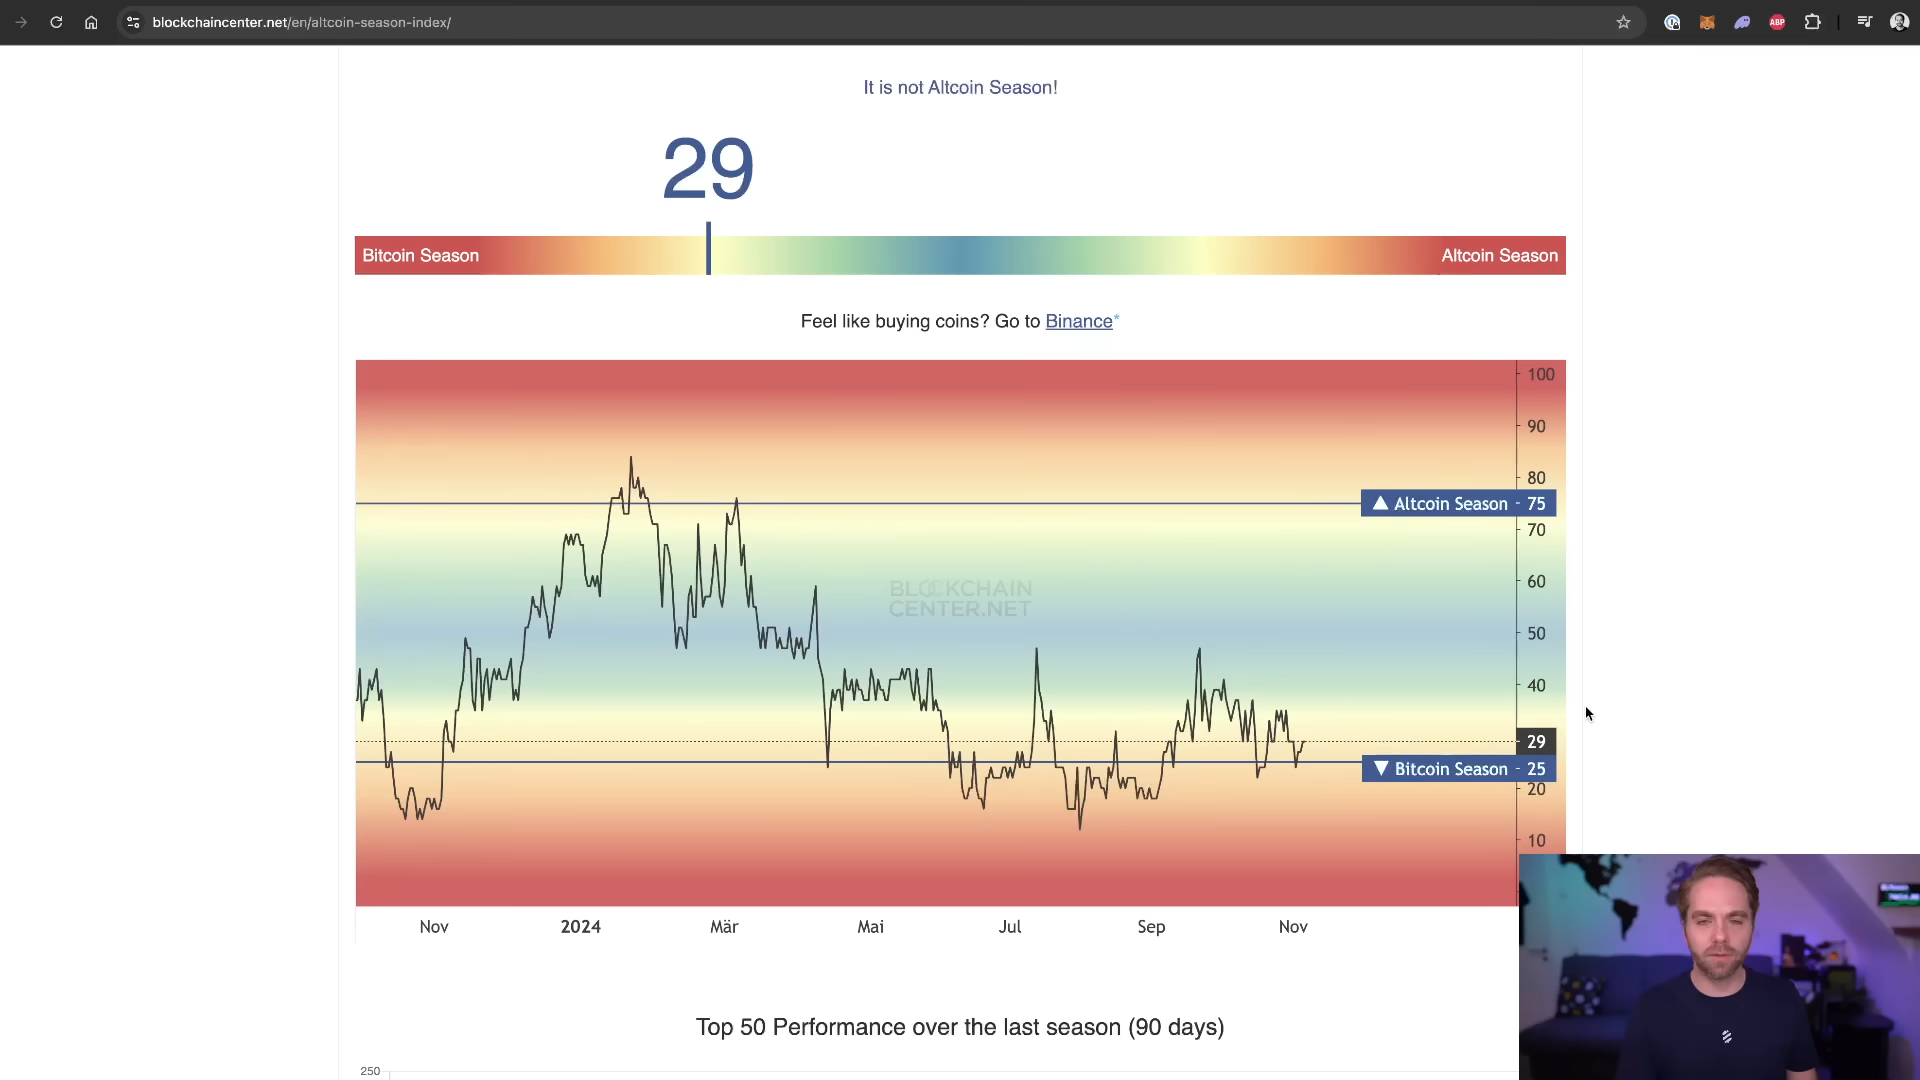 blockchaincenter.net/en/altcoin-season-index/
ABP
It is not Altcoin Season!
29
Bitcoin Season
Altcoin Season
Feel like buying coins? Go to Binance*
100
90
80
▲ Altcoin Season - 75
70
60
BLOCKCHAIN
CENTER.NET
50
40
29
▼ Bitcoin Season - 25
20
10
Nov
2024
Mär
Mai
Jul
Sep
Nov
Top 50 Performance over the last season (90 days)
250